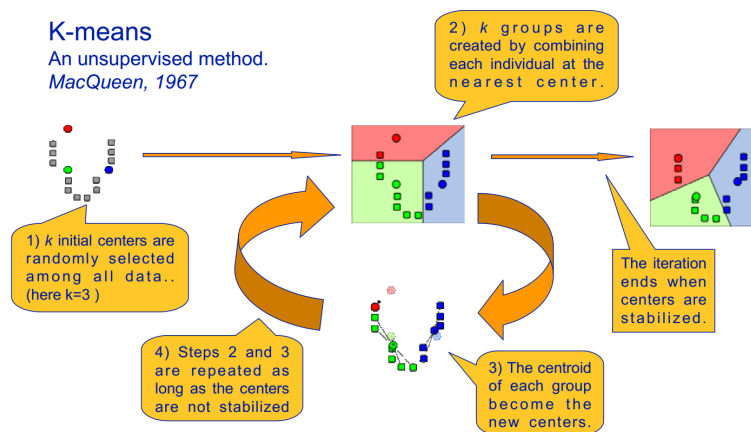 K-means
An unsupervised method.
MacQueen, 1967
2) k groups are
created by combining
each individual at the
nearest center.
1) k initial centers are
randomly selected
among all data..
(here k=3 )
The iteration
ends when
centers are
stabilized.
4) Steps 2 and 3
are repeated as
long as the centers
are not stabilized
3) The centroid
of each group
become the
new centers.